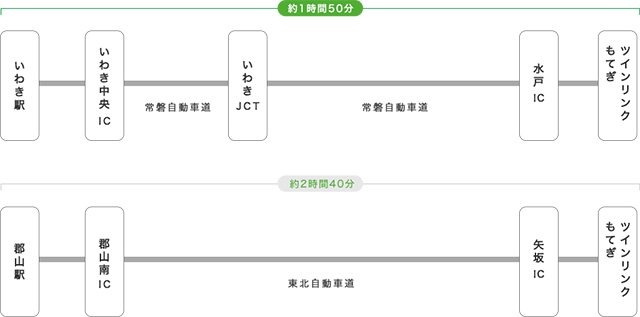 約1時間50分
いわき駅
いわき中央IC
常磐自動車道
いわきJCT
常磐自動車道
水戸IC
ツインリンク
もてぎ
約2時間40分
郡山駅
郡山南IC
東北自動車道
矢坂IC
ツインリンク
もてぎ